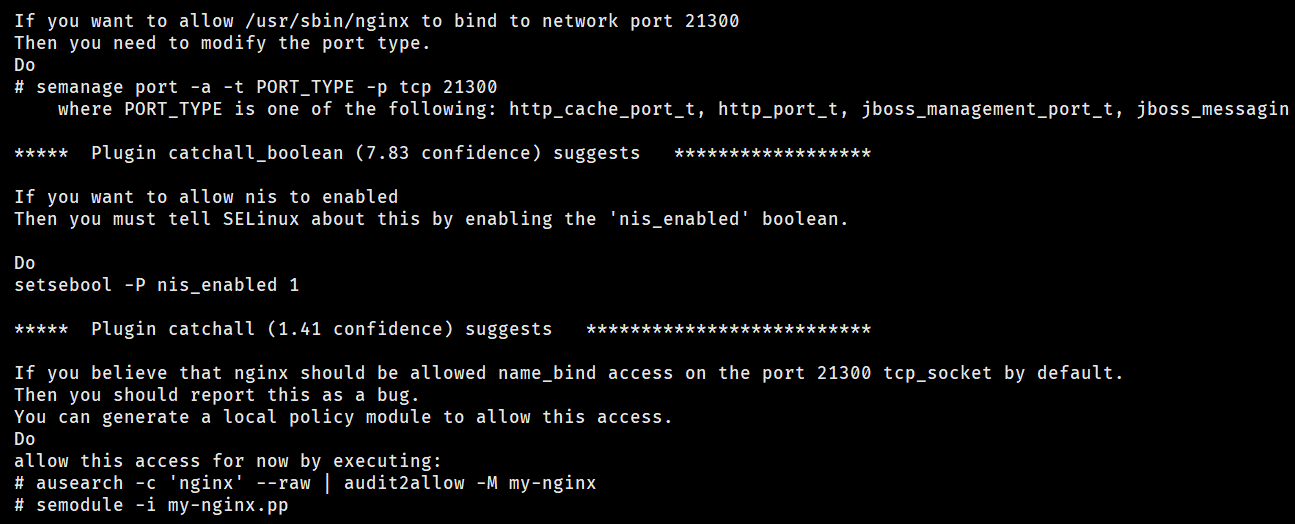 If you want to allow /usr/sbin/nginx to bind to network port 21300
Then you need to modify the port type.
Do
# semanage port -a -t PORT_TYPE -p tcp 21300
    where PORT_TYPE is one of the following: http_cache_port_t, http_port_t, jboss_management_port_t, jboss_messagin
*****  Plugin catchall_boolean (7.83 confidence) suggests   ******************
If you want to allow nis to enabled
Then you must tell SELinux about this by enabling the 'nis_enabled' boolean.
Do
setsebool -P nis_enabled 1
*****  Plugin catchall (1.41 confidence) suggests   **************************
If you believe that nginx should be allowed name_bind access on the port 21300 tcp_socket by default.
Then you should report this as a bug.
You can generate a local policy module to allow this access.
Do
allow this access for now by executing:
# ausearch -c 'nginx' --raw | audit2allow -M my-nginx
# semodule -i my-nginx.pp